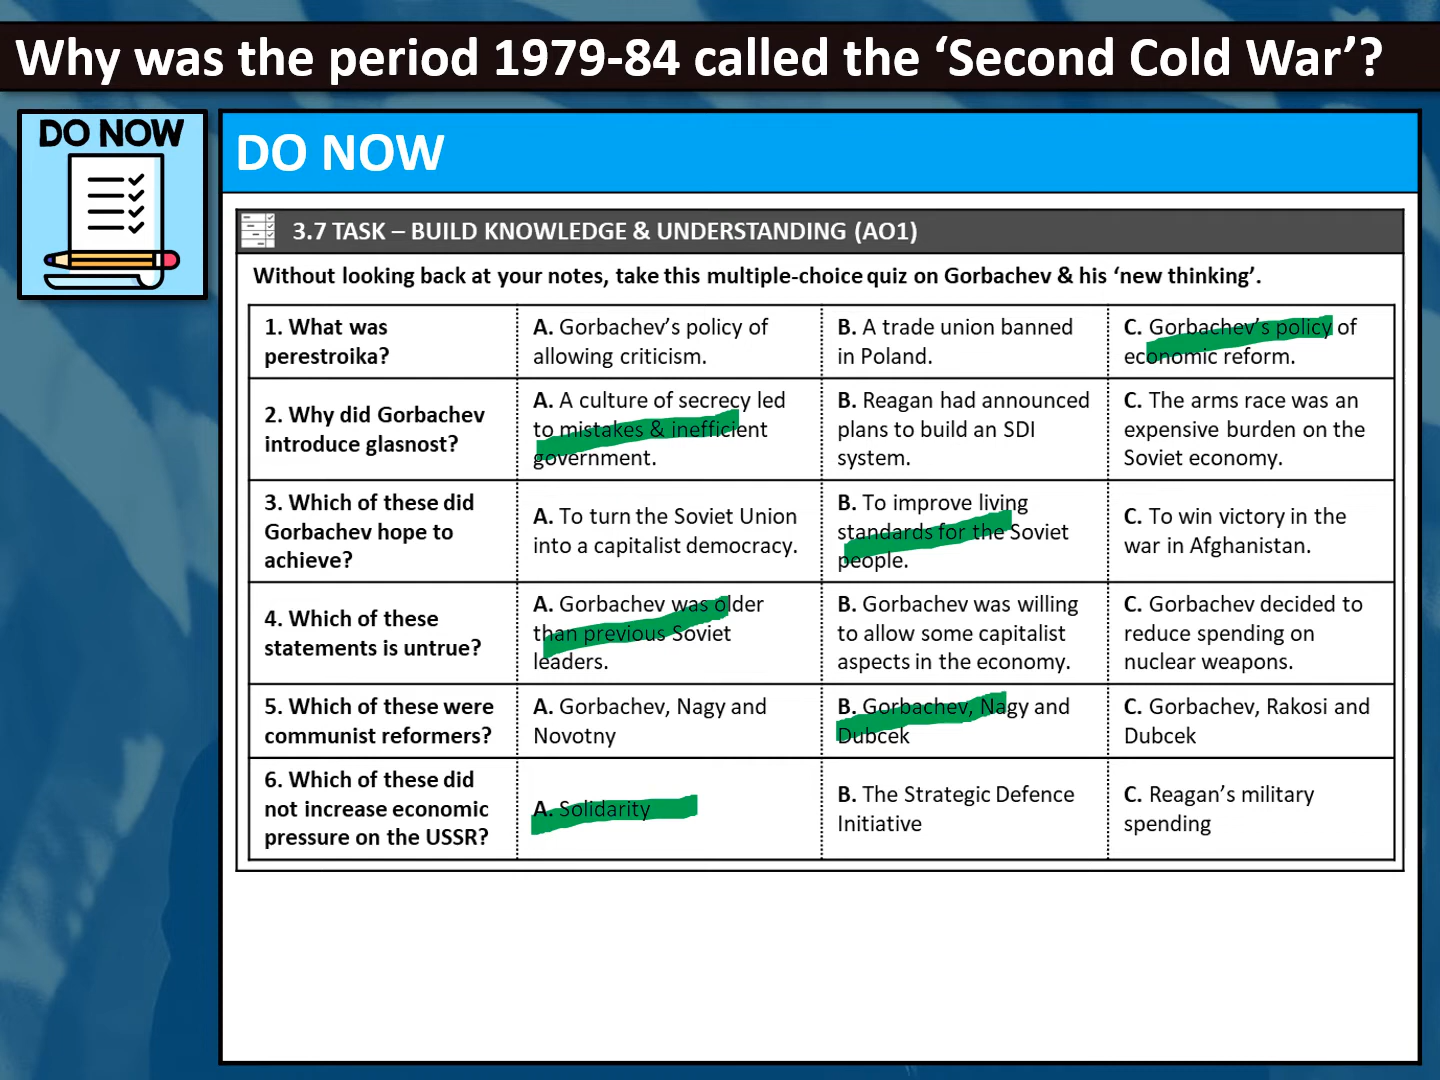 Why was the period 1979-84 called the ‘Second Cold War’?
DO NOW
DO NOW
3.7 TASK – BUILD KNOWLEDGE & UNDERSTANDING (AO1)
Without looking back at your notes, take this multiple-choice quiz on Gorbachev & his ‘new thinking’.
1. What was
perestroika?
A. Gorbachev’s policy of
allowing criticism.
B. A trade union banned
in Poland.
C. Gorbachev’s policy of
economic reform.
2. Why did Gorbachev
introduce glasnost?
A. A culture of secrecy led
to mistakes & inefficient
government.
B. Reagan had announced
plans to build an SDI
system.
C. The arms race was an
expensive burden on the
Soviet economy.
3. Which of these did
Gorbachev hope to
achieve?
A. To turn the Soviet Union
into a capitalist democracy.
B. To improve living
standards for the Soviet
people.
C. To win victory in the
war in Afghanistan.
4. Which of these
statements is untrue?
A. Gorbachev was older
than previous Soviet
leaders.
B. Gorbachev was willing
to allow some capitalist
aspects in the economy.
C. Gorbachev decided to
reduce spending on
nuclear weapons.
5. Which of these were
communist reformers?
A. Gorbachev, Nagy and
Novotny
B. Gorbachev, Nagy and
Dubcek
C. Gorbachev, Rakosi and
Dubcek
6. Which of these did
not increase economic
pressure on the USSR?
A. Solidarity
B. The Strategic Defence
Initiative
C. Reagan’s military
spending